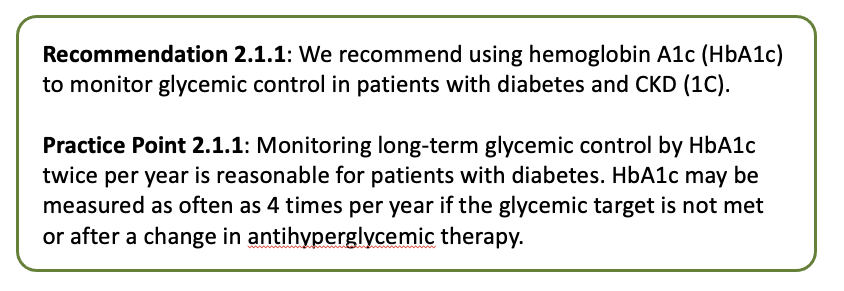 Recommendation 2.1.1: We recommend using hemoglobin A1c (HbA1c)
to monitor glycemic control in patients with diabetes and CKD (1C).
Practice Point 2.1.1: Monitoring long-term glycemic control by HbA1c
twice per year is reasonable for patients with diabetes. HbA1c may be
measured as often as 4 times per year if the glycemic target is not met
or after a change in antihyperglycemic therapy.